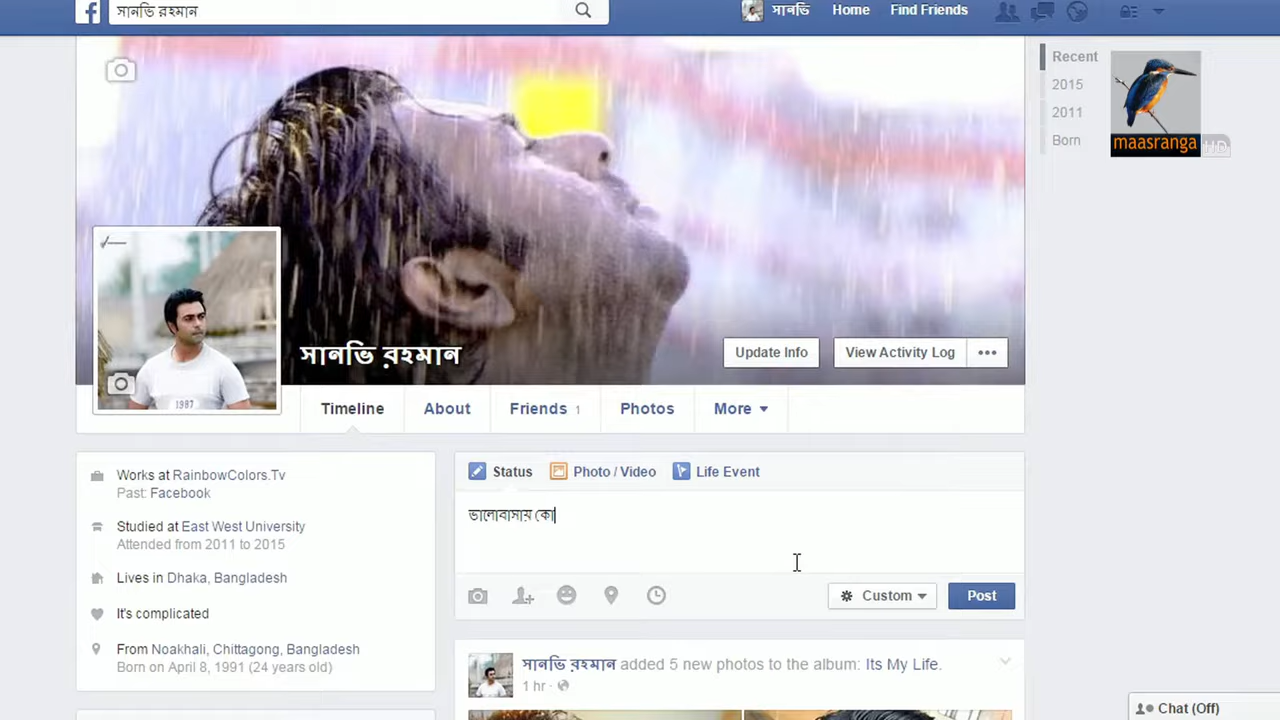 সানভি রহমান
সানভি
Home
Find Friends
Recent
2015
2011
Born
maasranga
HD
1987
সানভি রহমান
Update Info
View Activity Log
Timeline
About
Friends 1
Photos
More
Works at RainbowColors.Tv
Past: Facebook
Studied at East West University
Attended from 2011 to 2015
Lives in Dhaka, Bangladesh
It's complicated
From Noakhali, Chittagong, Bangladesh
Born on April 8, 1991 (24 years old)
Status
Photo / Video
Life Event
ভালোবাসায় কো
Custom
Post
সানভি রহমান added 5 new photos to the album: Its My Life.
1 hr
Chat (Off)